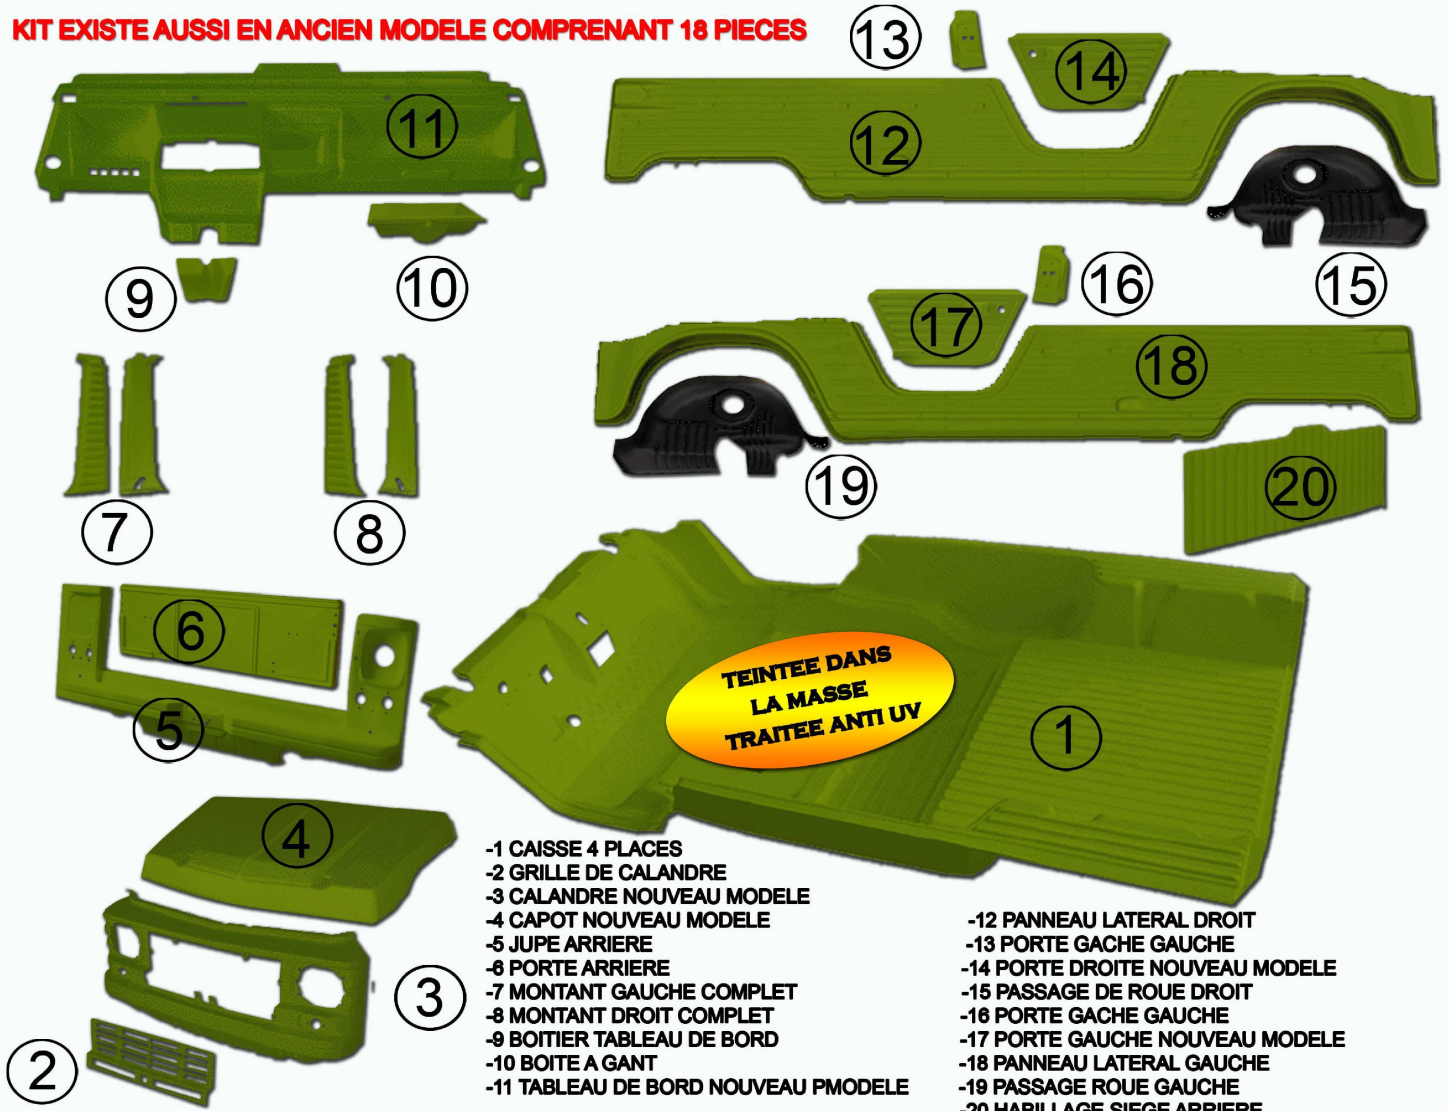 KIT EXISTE AUSSI EN ANCIEN MODELE COMPRENANT 18 PIECES
13
14
11
12
9
10
16
15
17
18
7
8
19
20
6
5
TEINTEE DANS
LA MASSE
TRAITEE ANTI UV
1
4
3
2
-1 CAISSE 4 PLACES
-2 GRILLE DE CALANDRE
-3 CALANDRE NOUVEAU MODELE
-4 CAPOT NOUVEAU MODELE
-5 JUPE ARRIERE
-6 PORTE ARRIERE
-7 MONTANT GAUCHE COMPLET
-8 MONTANT DROIT COMPLET
-9 BOITIER TABLEAU DE BORD
-10 BOITE A GANT
-11 TABLEAU DE BORD NOUVEAU PMODELE
-12 PANNEAU LATERAL DROIT
-13 PORTE GACHE GAUCHE
-14 PORTE DROITE NOUVEAU MODELE
-15 PASSAGE DE ROUE DROIT
-16 PORTE GACHE GAUCHE
-17 PORTE GAUCHE NOUVEAU MODELE
-18 PANNEAU LATERAL GAUCHE
-19 PASSAGE ROUE GAUCHE
-20 HABILLAGE SIEGE ARRIERE